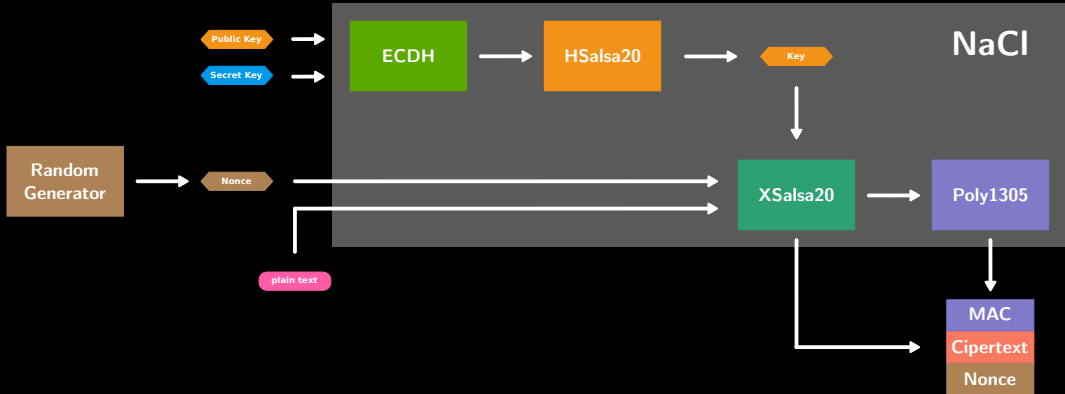 NaCl
Public Key
Secret Key
ECDH
HSalsa20
Key
Random
Generator
Nonce
XSalsa20
Poly1305
plain text
MAC
Cipertext
Nonce